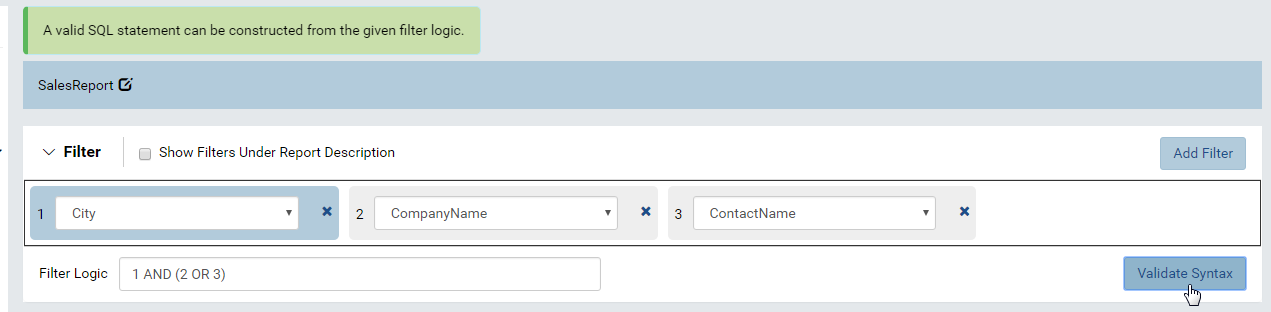 A valid SQL statement can be constructed from the given filter logic.
SalesReport
Filter Show Filters Under Report Description Add Filter
1 City 2 CompanyName 3 ContactName
Filter Logic 1 AND (2 OR 3) Validate Syntax